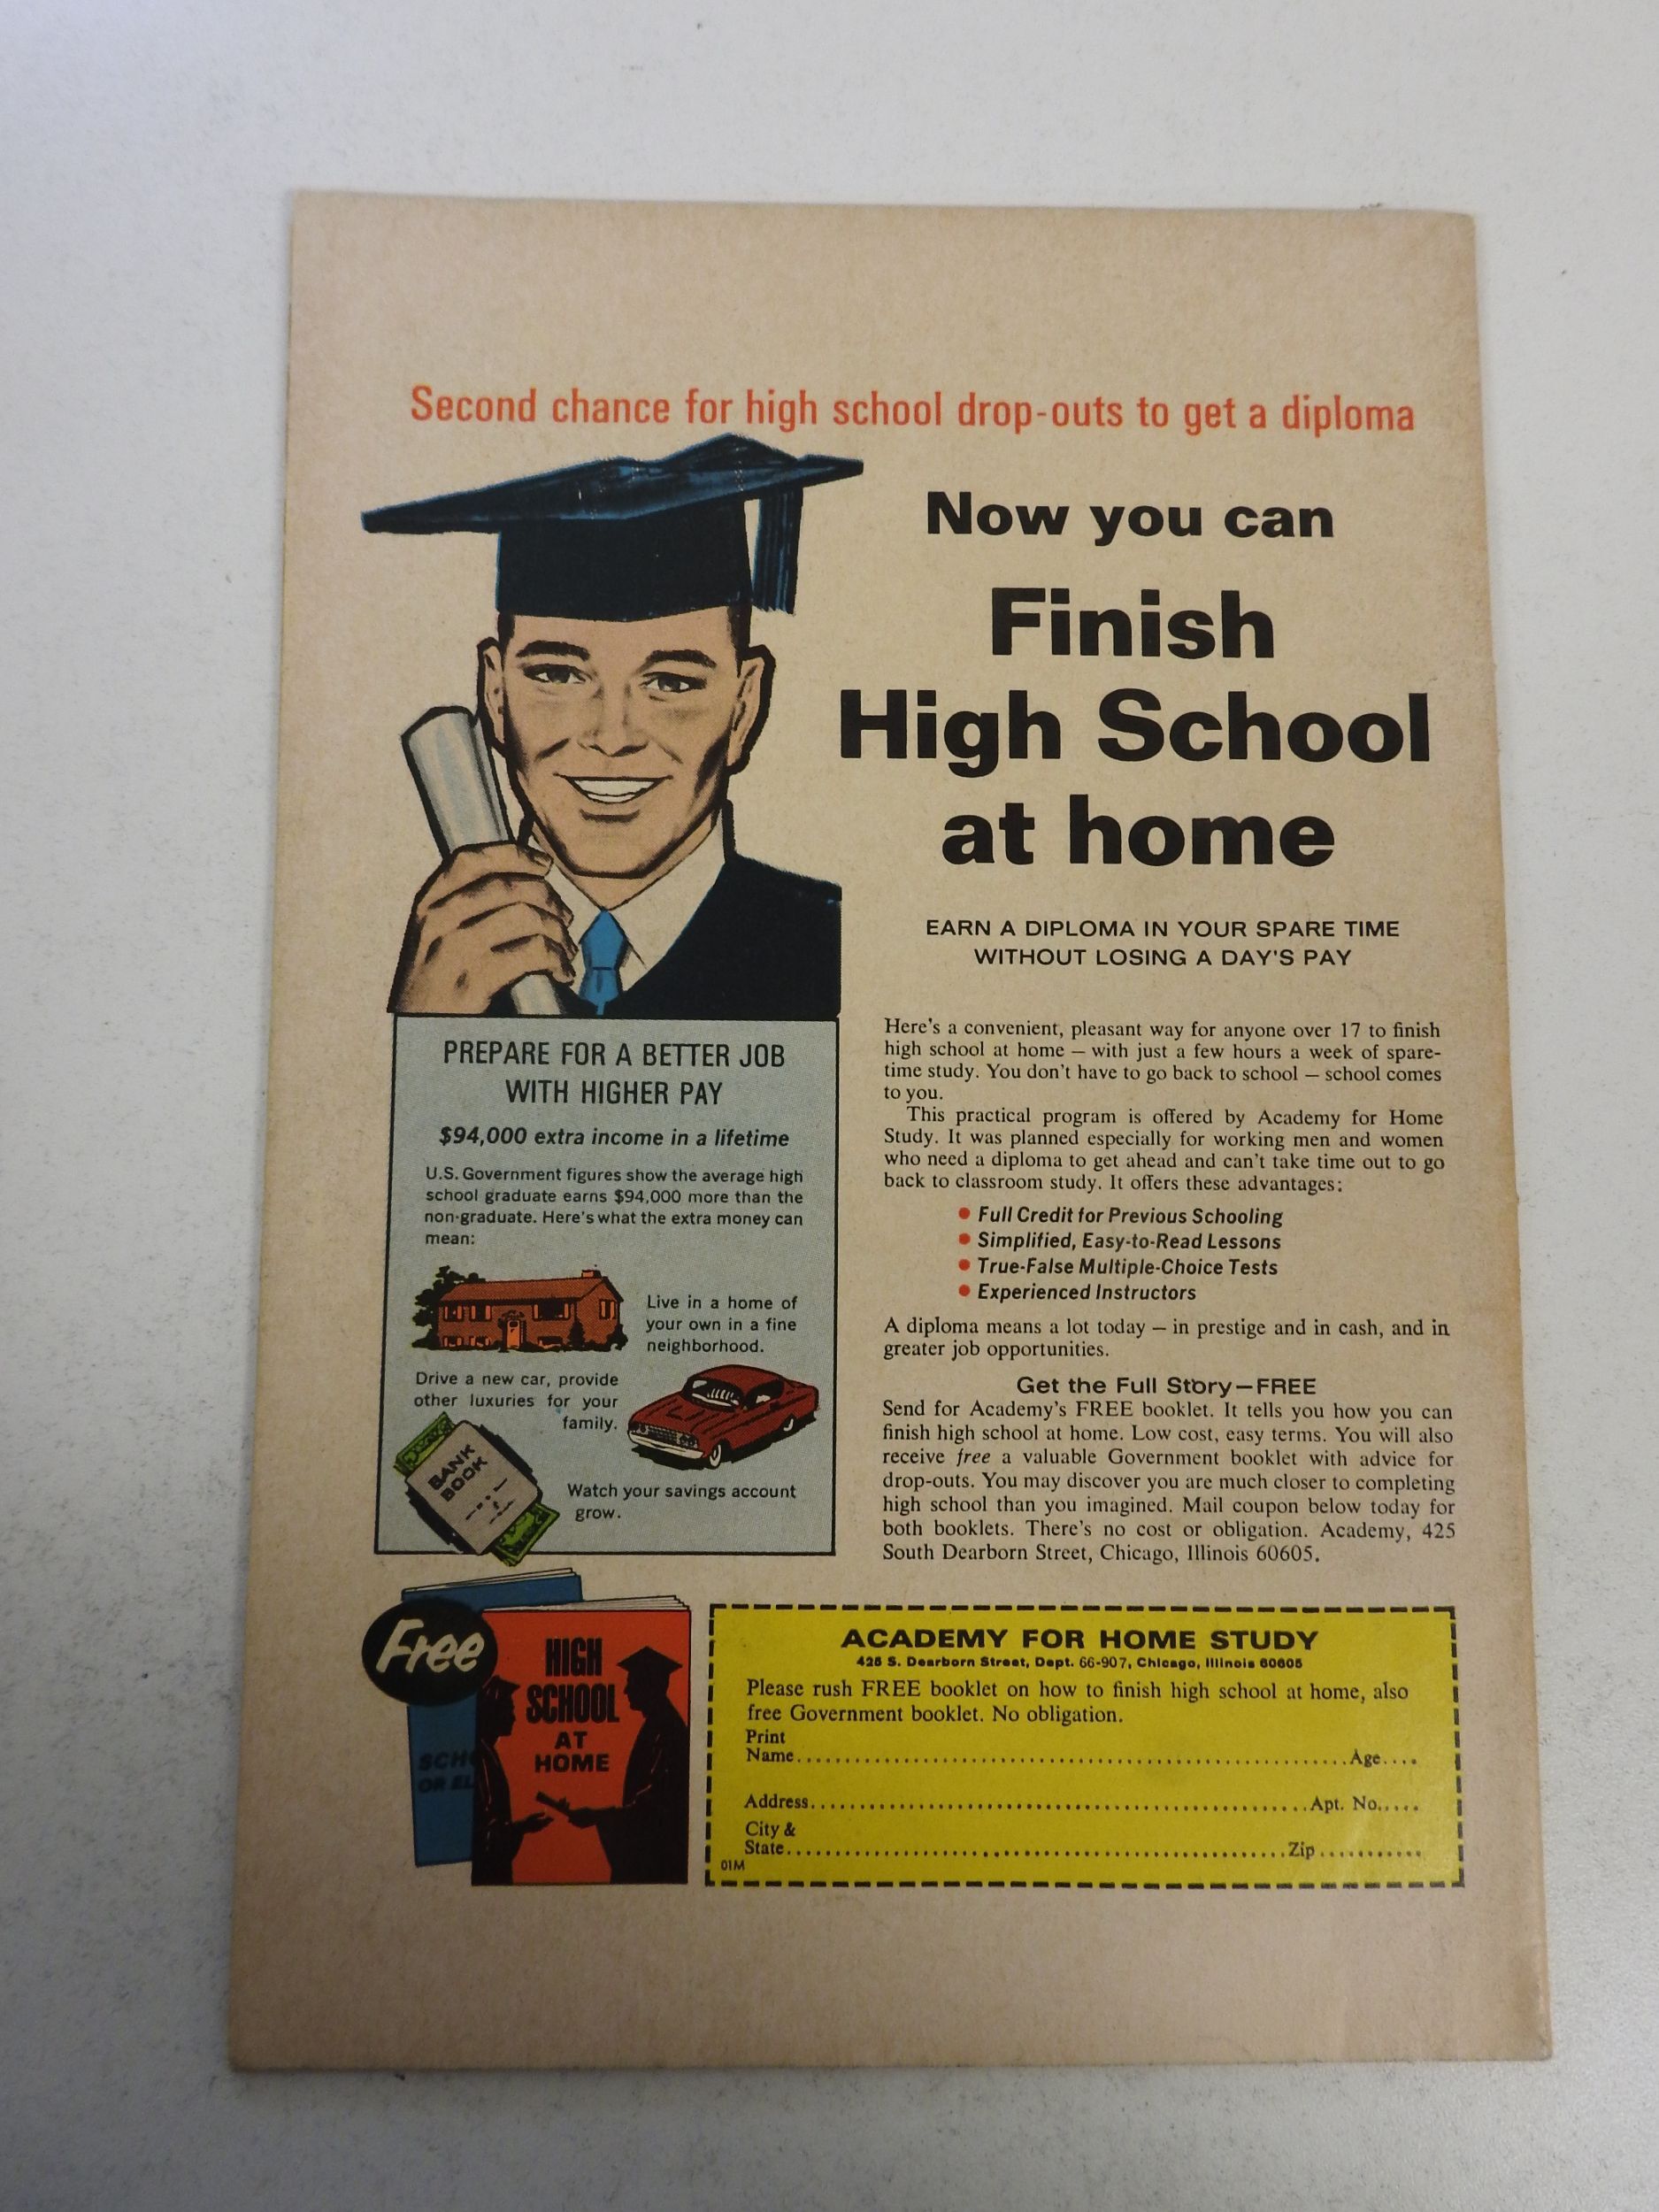 Second chance for high school drop-outs to get a diploma
Now you can
Finish
High School
at home
EARN A DIPLOMA IN YOUR SPARE TIME
WITHOUT LOSING A DAY'S PAY
PREPARE FOR A BETTER JOB
WITH HIGHER PAY
$94,000 extra income in a lifetime
U.S. Government figures show the average high
school graduate earns $94,000 more than the
non-graduate. Here's what the extra money can
mean:
Live in a home of
your own in a fine
neighborhood.
Drive a new car, provide
other luxuries for your
family.
BANK
BOOK
Watch your savings account
grow.
Here's a convenient, pleasant way for anyone over 17 to finish
high school at home — with just a few hours a week of spare-
time study. You don't have to go back to school — school comes
to you.
This practical program is offered by Academy for Home
Study. It was planned especially for working men and women
who need a diploma to get ahead and can't take time out to go
back to classroom study. It offers these advantages:
• Full Credit for Previous Schooling
• Simplified, Easy-to-Read Lessons
• True-False Multiple-Choice Tests
• Experienced Instructors
A diploma means a lot today — in prestige and in cash, and in
greater job opportunities.
Get the Full Story—FREE
Send for Academy's FREE booklet. It tells you how you can
finish high school at home. Low cost, easy terms. You will also
receive free a valuable Government booklet with advice for
drop-outs. You may discover you are much closer to completing
high school than you imagined. Mail coupon below today for
both booklets. There's no cost or obligation. Academy, 425
South Dearborn Street, Chicago, Illinois 60605.
Free
SCH
OR EL
HIGH
SCHOOL
AT
HOME
ACADEMY FOR HOME STUDY
425 S. Dearborn Street, Dept. 66-907, Chicago, Illinois 60605
Please rush FREE booklet on how to finish high school at home, also
free Government booklet. No obligation.
Print
Name..........Age....
Address..........Apt. No.....
City &
State..........Zip..........
01M